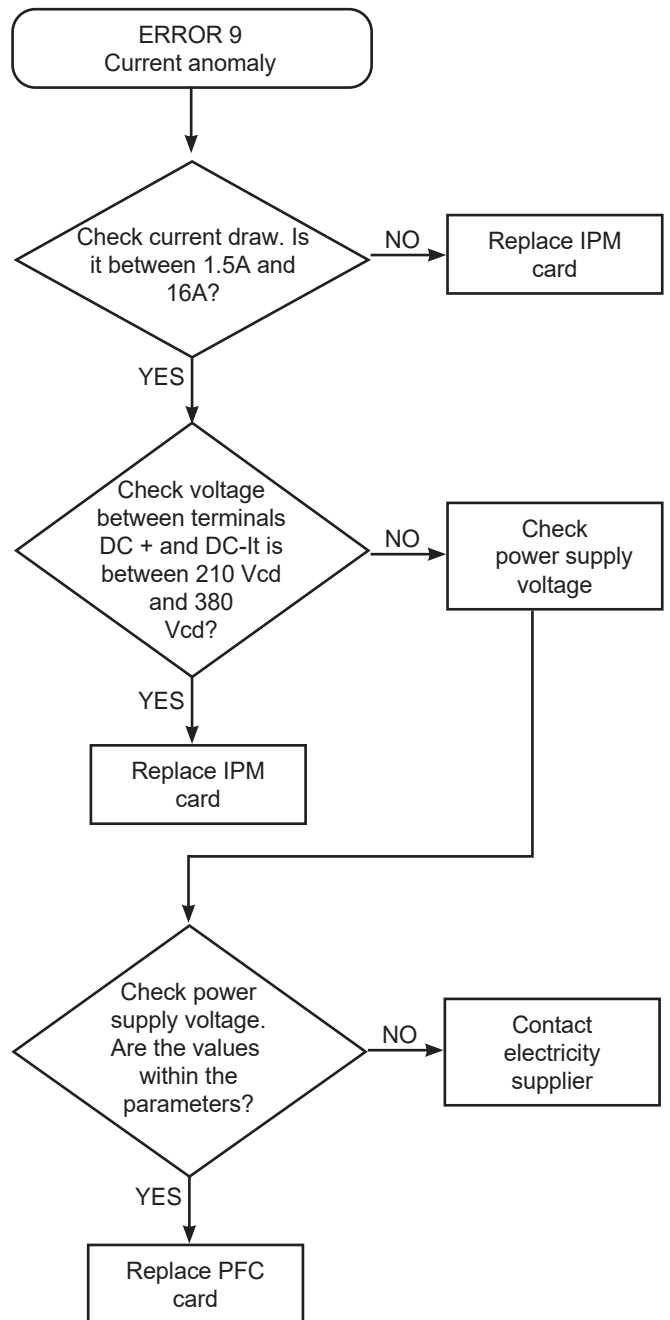 ERROR 9
Current anomaly
Check current draw. Is
it between 1.5A and
16A?
NO
Replace IPM
card
YES
Check voltage
between terminals
DC + and DC-It is
between 210 Vcd
and 380
Vcd?
NO
Check
power supply
voltage
YES
Replace IPM
card
Check power
supply voltage.
Are the values
within the
parameters?
NO
Contact
electricity
supplier
YES
Replace PFC
card